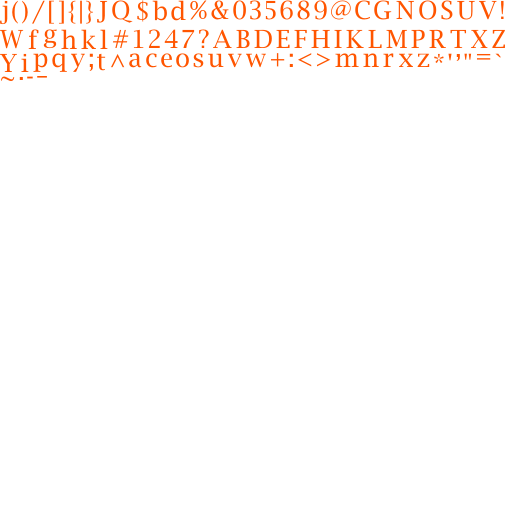 j()/[]{|}JQ$bd%&035689@CGNOSUV!
Wfghkl#1247?ABDEFHIKLMPRTXZ
Yipqy;t^aceosuvw+:<>mnrxz*','"=`
~.-_